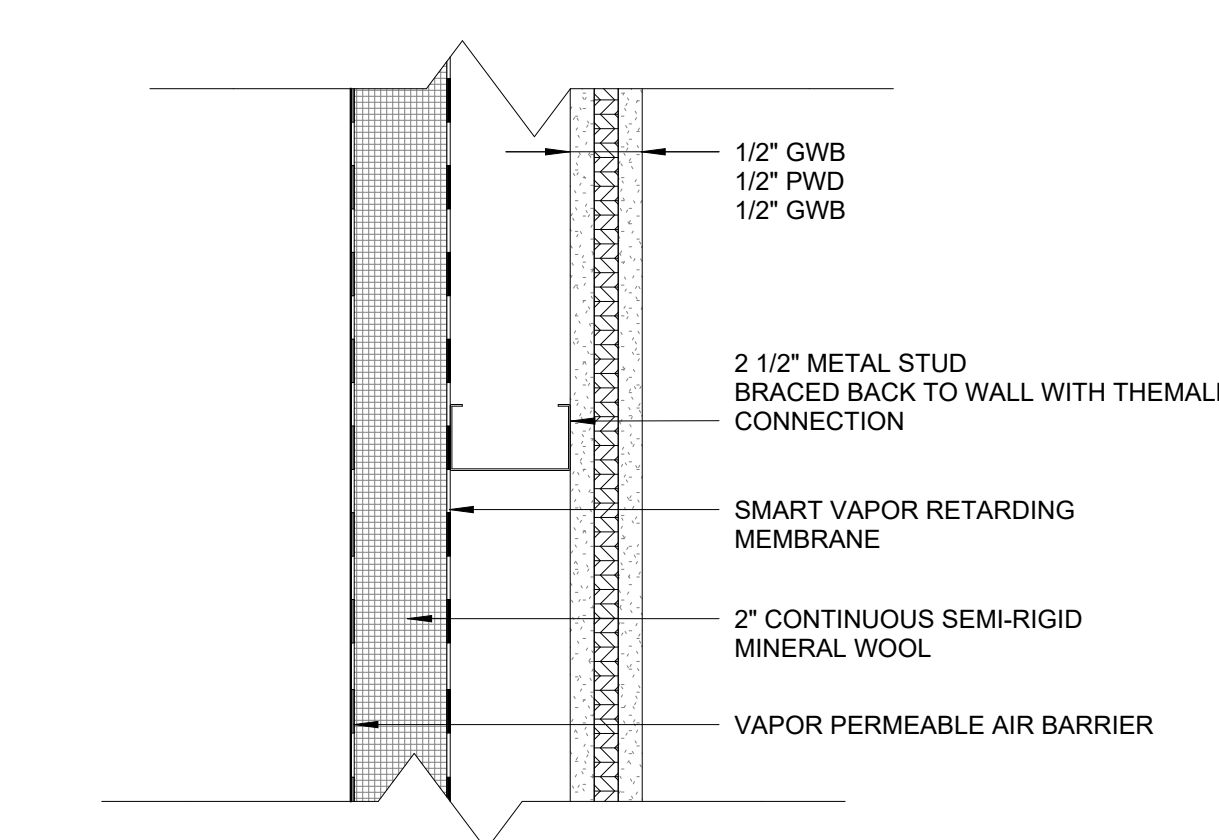 1/2" GWB
1/2" PWD
1/2" GWB
2 1/2" METAL STUD
BRACED BACK TO WALL WITH
CONNECTION
SMART VAPOR RETARDING
MEMBRANE
2" CONTINUOUS SEMI-RIGID
MINERAL WOOL
VAPOR PERMEABLE AIR BARRIER